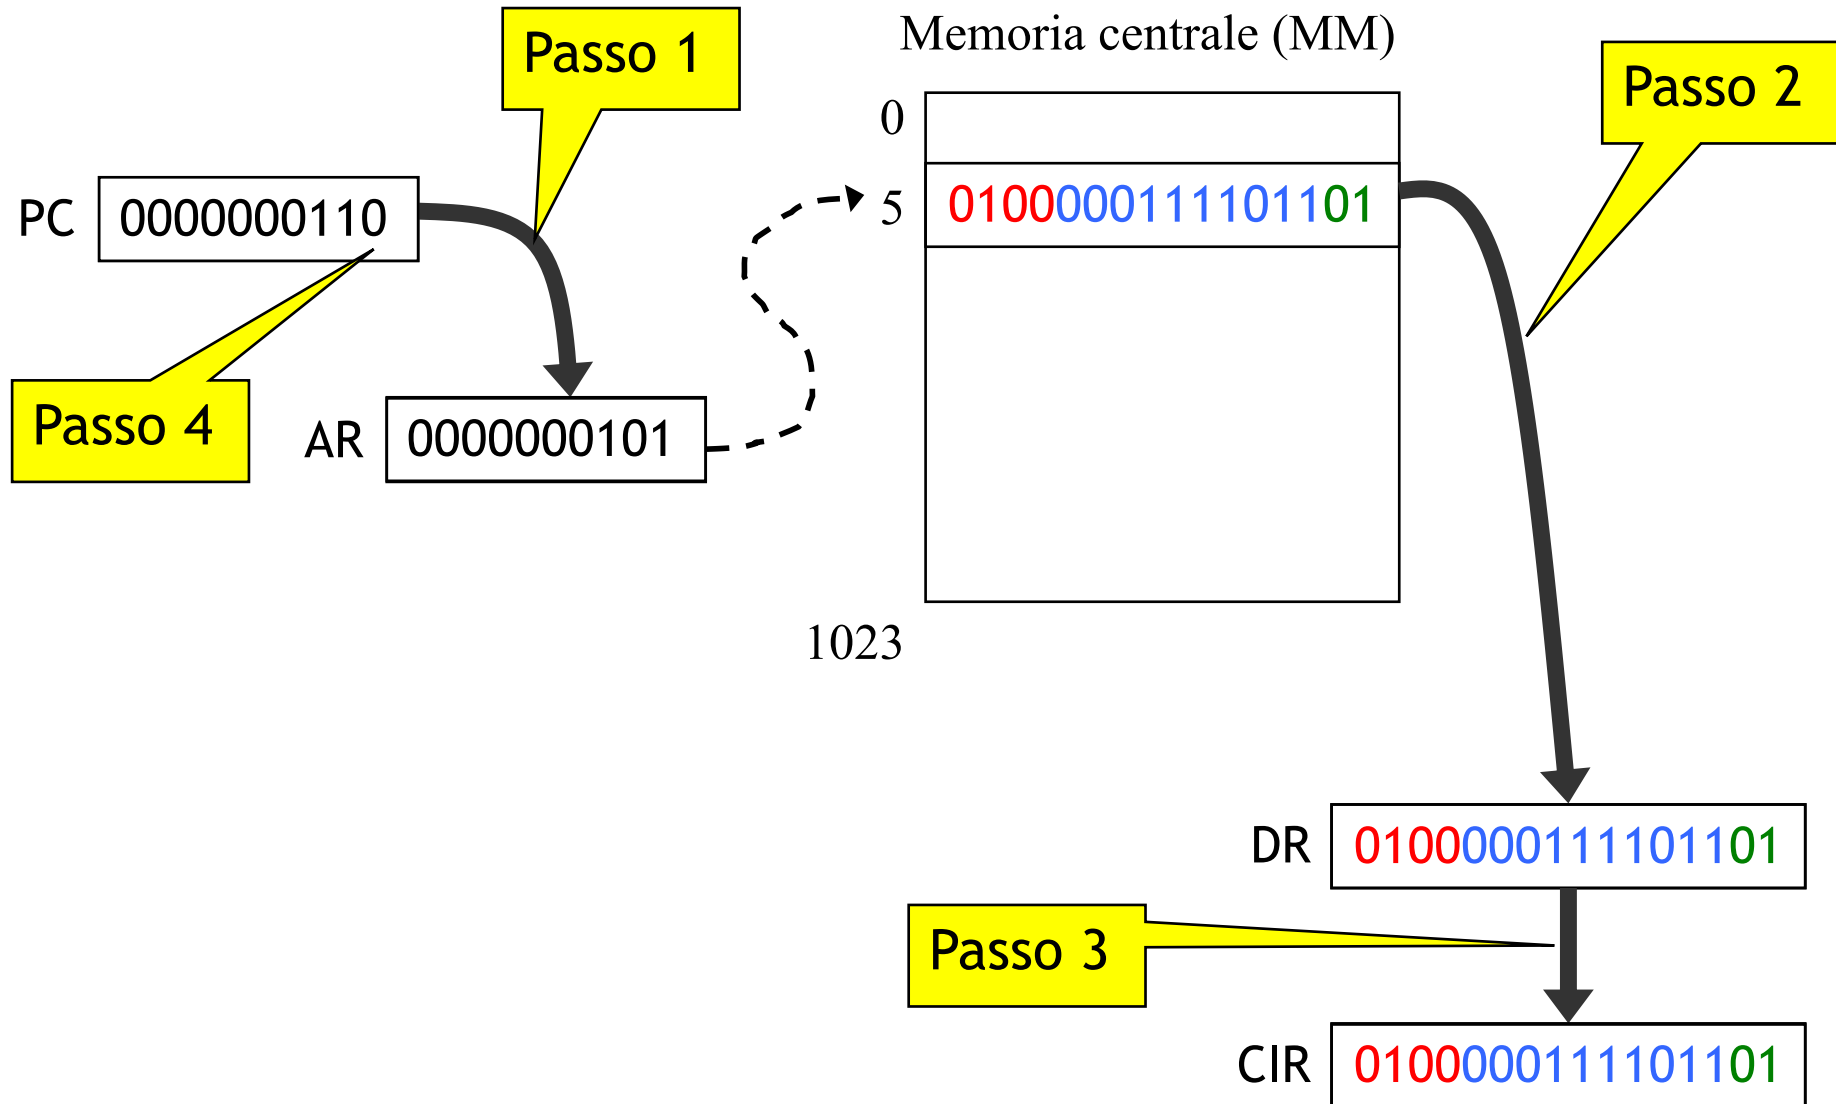 Memoria centrale (MM)
Passo 1
Passo 2
0
PC 0000000110
5 0100000111101101
Passo 4
AR 0000000101
1023
DR 0100000111101101
Passo 3
CIR 0100000111101101